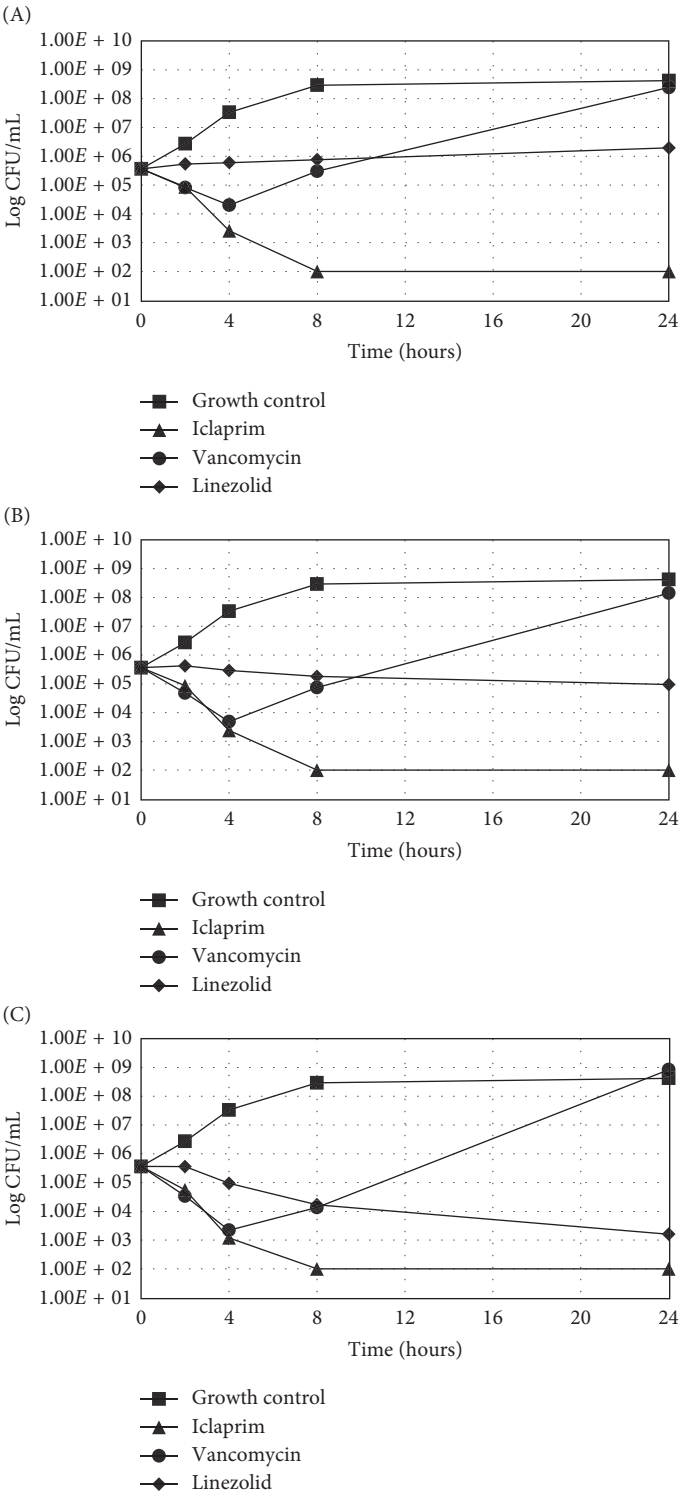 (A)
Log CFU/mL
1.00E + 10
1.00E + 09
1.00E + 08
1.00E + 07
1.00E + 06
1.00E + 05
1.00E + 04
1.00E + 03
1.00E + 02
1.00E + 01
0 4 8 12 16 20 24
Time (hours)
Growth control
Iclaprim
Vancomycin
Linezolid
(B)
Log CFU/mL
1.00E + 10
1.00E + 09
1.00E + 08
1.00E + 07
1.00E + 06
1.00E + 05
1.00E + 04
1.00E + 03
1.00E + 02
1.00E + 01
0 4 8 12 16 20 24
Time (hours)
Growth control
Iclaprim
Vancomycin
Linezolid
(C)
Log CFU/mL
1.00E + 10
1.00E + 09
1.00E + 08
1.00E + 07
1.00E + 06
1.00E + 05
1.00E + 04
1.00E + 03
1.00E + 02
1.00E + 01
0 4 8 12 16 20 24
Time (hours)
Growth control
Iclaprim
Vancomycin
Linezolid